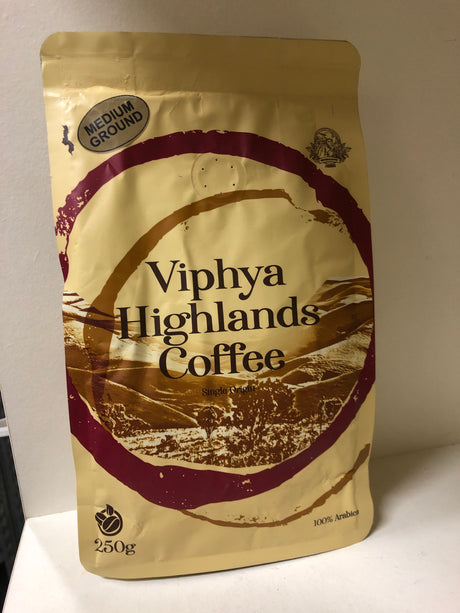 MEDIUM
GROUND
Viphya
Highlands
Coffee
Single Origin
100% Arabica
250g